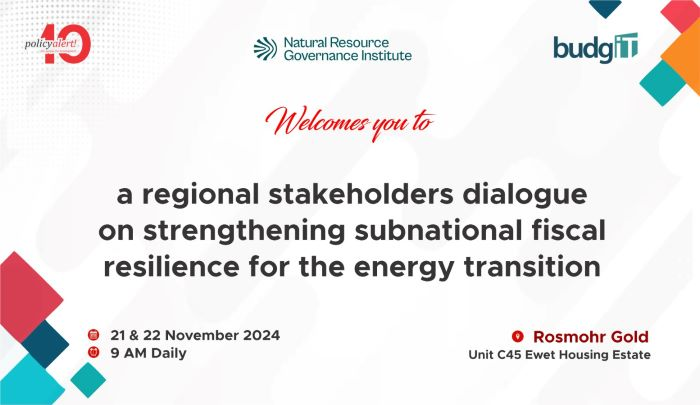 10
policyalert!
Natural Resource
Governance Institute
budgIT
Welcomes you to
a regional stakeholders dialogue
on strengthening subnational fiscal
resilience for the energy transition
21 & 22 November 2024
9 AM Daily
Rosmohr Gold
Unit C45 Ewet Housing Estate